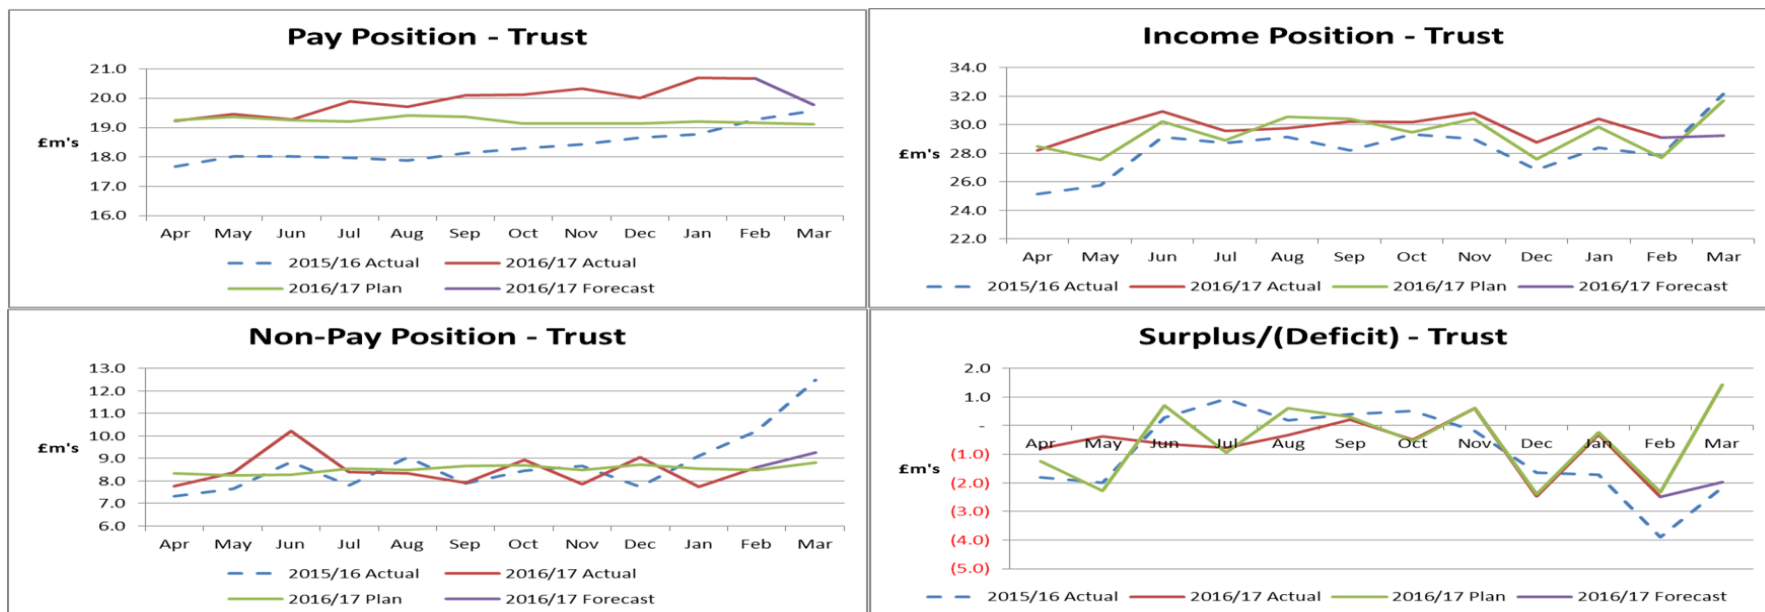 Pay Position - Trust
21.0
20.0
19.0
£m's
18.0
17.0
16.0
Apr May Jun Jul Aug Sep Oct Nov Dec Jan Feb Mar
2015/16 Actual 2016/17 Actual
2016/17 Plan 2016/17 Forecast
Income Position - Trust
34.0
32.0
30.0
£m's
28.0
26.0
24.0
22.0
Apr May Jun Jul Aug Sep Oct Nov Dec Jan Feb Mar
2015/16 Actual 2016/17 Actual 2016/17 Plan 2016/17 Forecast
Non-Pay Position - Trust
13.0
12.0
11.0
10.0
£m's
9.0
8.0
7.0
6.0
Apr May Jun Jul Aug Sep Oct Nov Dec Jan Feb Mar
2015/16 Actual 2016/17 Actual
2016/17 Plan 2016/17 Forecast
Surplus/(Deficit) - Trust
2.0
1.0
-
Apr May Jun Jul Aug Sep Oct Nov Dec Jan Feb Mar
(1.0)
£m's
(2.0)
(3.0)
(4.0)
(5.0)
2015/16 Actual 2016/17 Actual 2016/17 Plan 2016/17 Forecast